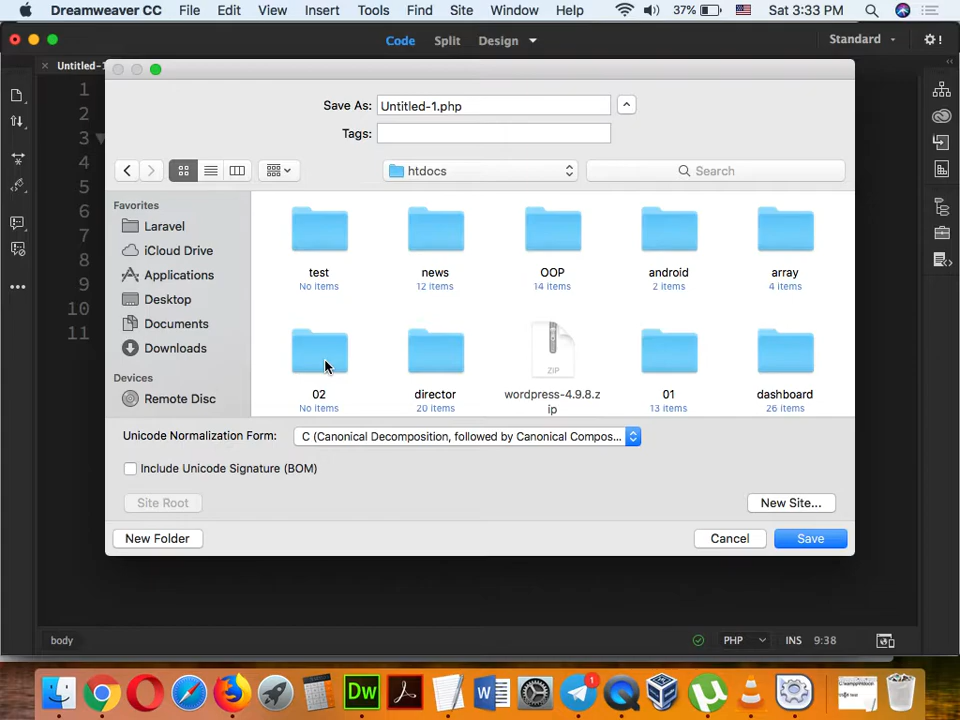 Dreamweaver CC File Edit View Insert Tools Find Site Window Help 37% Sat 3:33 PM
Code Split Design Standard
Untitled-1
Save As: Untitled-1.php
Tags:
htdocs Search
Favorites
Laravel
iCloud Drive
Applications
Desktop
Documents
Downloads
Devices
Remote Disc
test news OOP android array
No items 12 items 14 items 2 items 4 items
ZIP
02 director wordpress-4.9.8.z 01 dashboard
No items 20 items ip 13 items 26 items
Unicode Normalization Form: C (Canonical Decomposition, followed by Canonical Compos...
Include Unicode Signature (BOM)
Site Root New Site...
New Folder Cancel Save
1
2
3
4
5
6
7
8
9
10
11
body PHP INS 9:38
Dw W 1